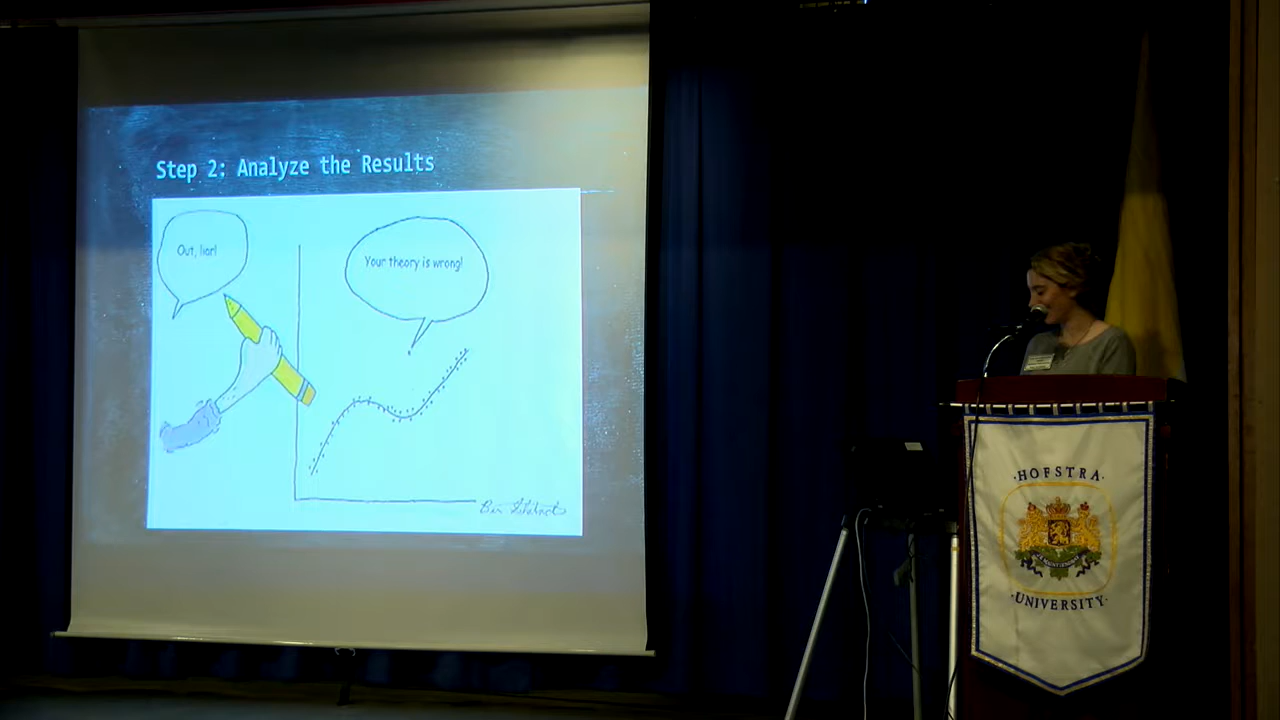 Step 2: Analyze the Results
Out, liar!
Your theory is wrong!
·HOFSTRA·
·UNIVERSITY·